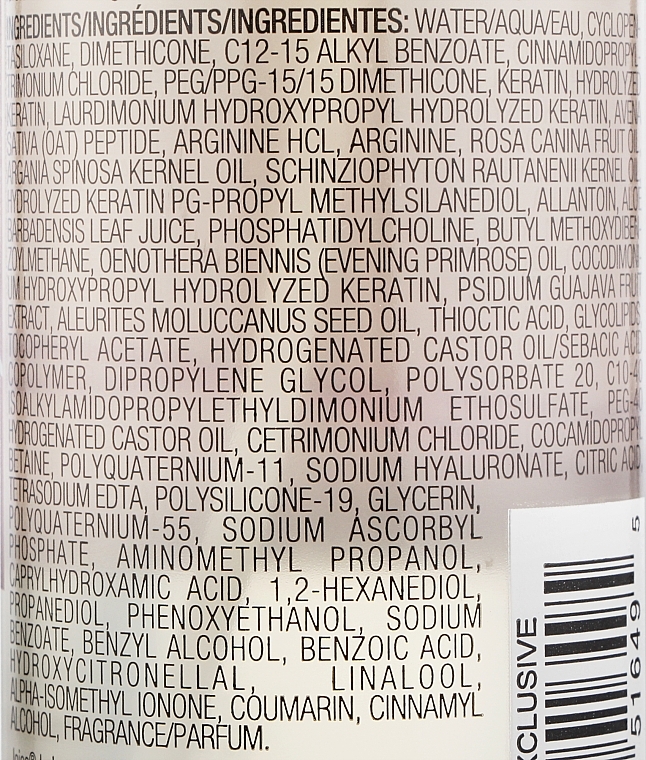 INGREDIENTS/INGRÉDIENTS/INGREDIENTES: WATER/AQUA/EAU, CYCLOPEN-
TASILOXANE, DIMETHICONE, C12-15 ALKYL BENZOATE, CINNAMIDOPROPYL-
TRIMONIUM CHLORIDE, PEG/PPG-15/15 DIMETHICONE, KERATIN, HYDROLYZED
KERATIN, LAURDIMONIUM HYDROXYPROPYL HYDROLYZED KERATIN, AVENA
SATIVA (OAT) PEPTIDE, ARGININE HCL, ARGININE, ROSA CANINA FRUIT OIL,
ARGANIA SPINOSA KERNEL OIL, SCHINZIOPHYTON RAUTANENII KERNEL OIL,
HYDROLYZED KERATIN PG-PROPYL METHYLSILANEDIOL, ALLANTOIN, ALOE
BARBADENSIS LEAF JUICE, PHOSPHATIDYLCHOLINE, BUTYL METHOXYDIBEN-
ZOYLMETHANE, OENOTHERA BIENNIS (EVENING PRIMROSE) OIL, COCODIMONI-
UM HYDROXYPROPYL HYDROLYZED KERATIN, PSIDIUM GUAJAVA FRUIT
EXTRACT, ALEURITES MOLUCCANUS SEED OIL, THIOCTIC ACID, GLYCOLIPIDS,
TOCOPHERYL ACETATE, HYDROGENATED CASTOR OIL/SEBACIC ACID
COPOLYMER, DIPROPYLENE GLYCOL, POLYSORBATE 20, C10-40
ISOALKYLAMIDOPROPYLETHYLDIMONIUM ETHOSULFATE, PEG-40
HYDROGENATED CASTOR OIL, CETRIMONIUM CHLORIDE, COCAMIDOPROPYL
BETAINE, POLYQUATERNIUM-11, SODIUM HYALURONATE, CITRIC ACID,
TETRASODIUM EDTA, POLYSILICONE-19, GLYCERIN,
POLYQUATERNIUM-55, SODIUM ASCORBYL
PHOSPHATE, AMINOMETHYL PROPANOL,
CAPRYLHYDROXAMIC ACID, 1,2-HEXANEDIOL,
PROPANEDIOL, PHENOXYETHANOL, SODIUM
BENZOATE, BENZYL ALCOHOL, BENZOIC ACID,
HYDROXYCITRONELLAL, LINALOOL,
ALPHA-ISOMETHYL IONONE, COUMARIN, CINNAMYL
ALCOHOL, FRAGRANCE/PARFUM.
XCLUSIVE
51649 5